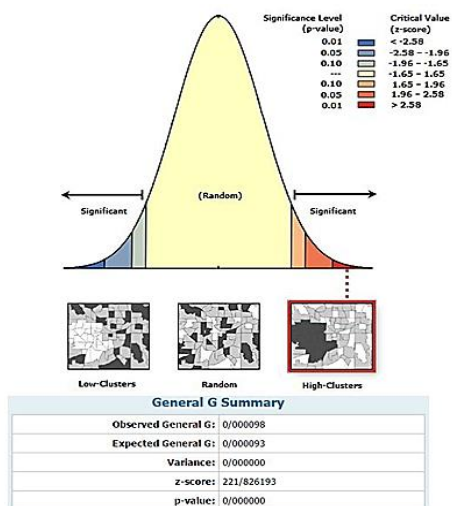 Significance Level (p-value) Critical Value (z-score)
0.01 < -2.58
0.05 -2.58 - -1.96
0.10 -1.96 - -1.65
--- -1.65 - 1.65
0.10 1.65 - 1.96
0.05 1.96 - 2.58
0.01 > 2.58
(Random)
Significant Significant
Low-Clusters Random High-Clusters
General G Summary
Observed General G: 0/000098
Expected General G: 0/000093
Variance: 0/000000
z-score: 221/826193
p-value: 0/000000